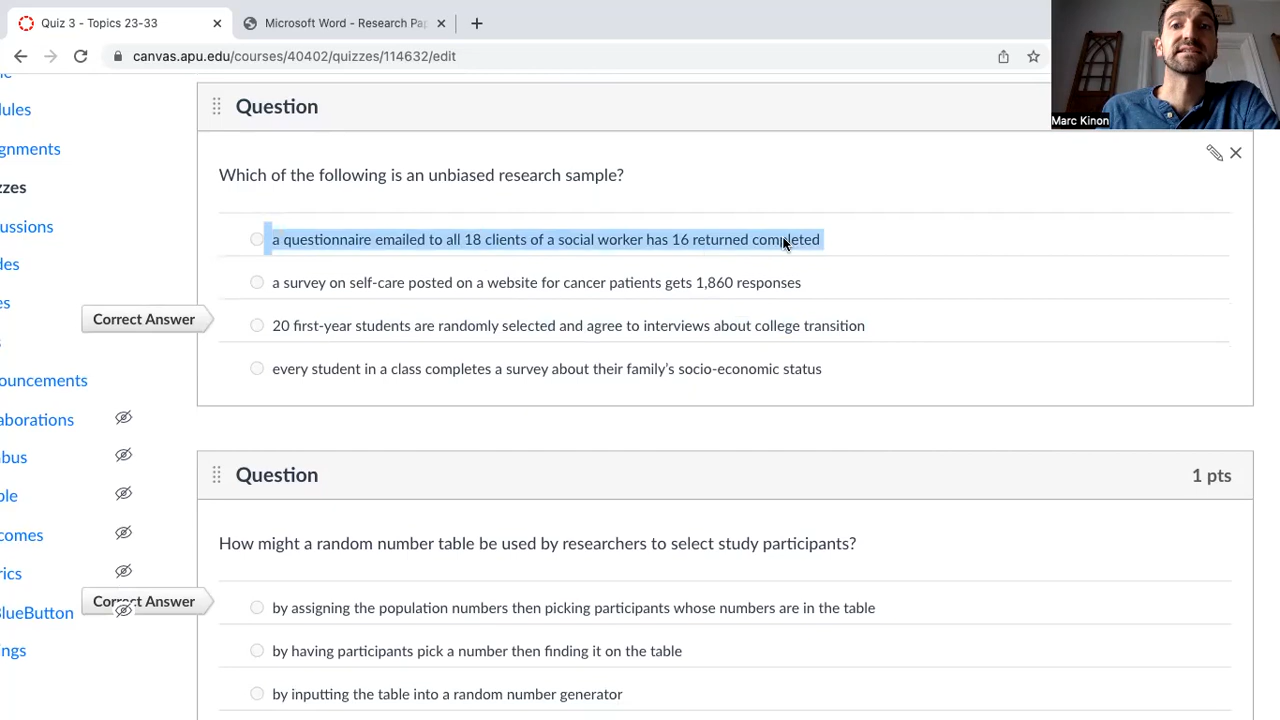 Quiz 3 - Topics 23-33
Microsoft Word - Research Pap
canvas.apu.edu/courses/40402/quizzes/114632/edit
Marc Kinon
Question
Which of the following is an unbiased research sample?
a questionnaire emailed to all 18 clients of a social worker has 16 returned completed
a survey on self-care posted on a website for cancer patients gets 1,860 responses
Correct Answer
20 first-year students are randomly selected and agree to interviews about college transition
every student in a class completes a survey about their family’s socio-economic status
Question
1 pts
How might a random number table be used by researchers to select study participants?
Correct Answer
by assigning the population numbers then picking participants whose numbers are in the table
by having participants pick a number then finding it on the table
by inputting the table into a random number generator
dules
gnments
zzes
ussions
des
es
s
ouncements
aborations
bus
ple
comes
rics
BlueButton
ings